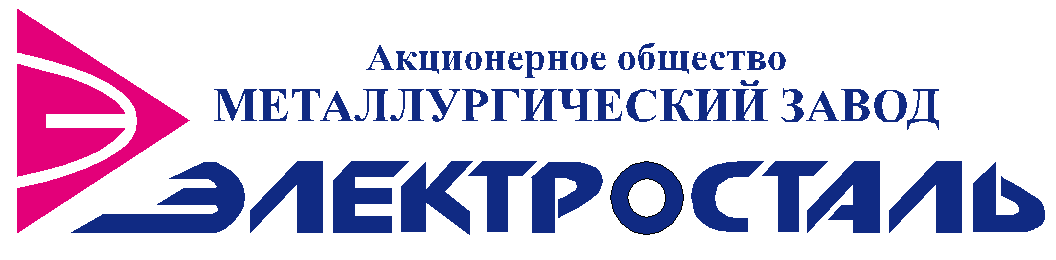 Акционерное общество
МЕТАЛЛУРГИЧЕСКИЙ ЗАВОД
ЭЛЕКТРОСТАЛЬ